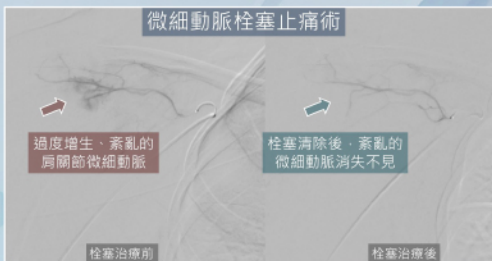 微細動脈栓塞止痛術
過度增生、紊亂的
肩關節微細動脈
栓塞清除後，紊亂的
微細動脈消失不見
栓塞治療前
栓塞治療後